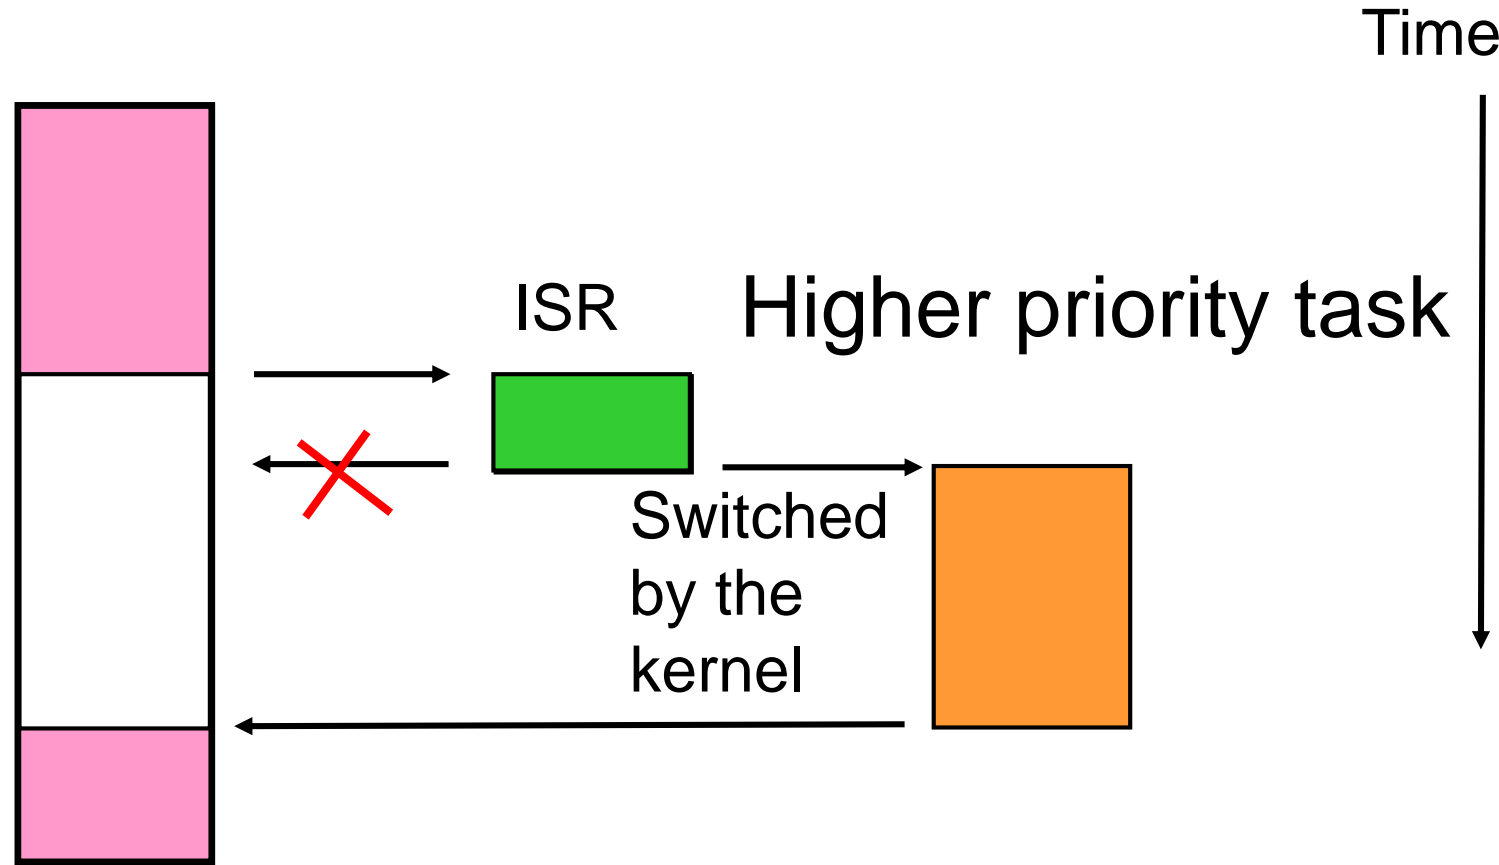 Time
ISR
Higher priority task
Switched
by the
kernel